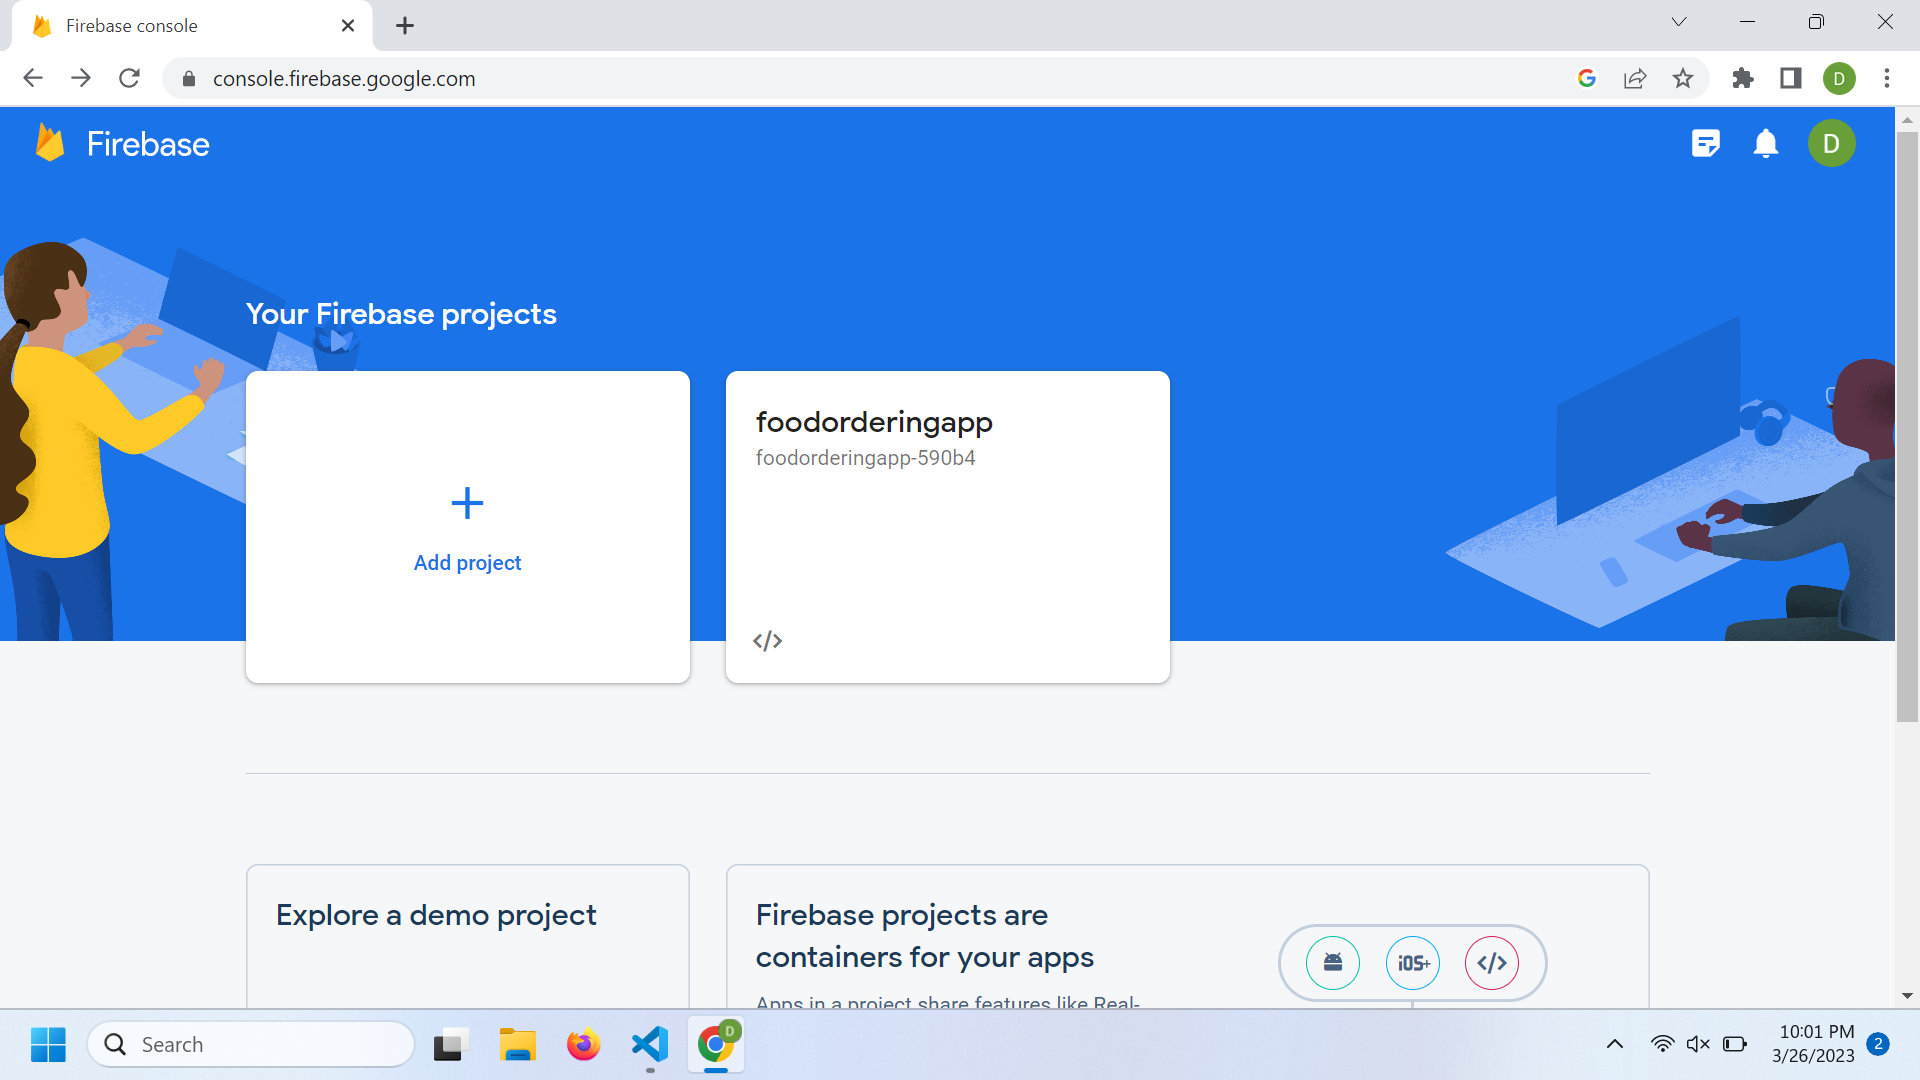 Firebase console
console.firebase.google.com
D
Firebase
D
Your Firebase projects
Add project
foodorderingapp
foodorderingapp-590b4
</>
Explore a demo project
Firebase projects are
containers for your apps
Apps in a project share features like Real-
iOS+
</>
Search
D
10:01 PM
3/26/2023
2